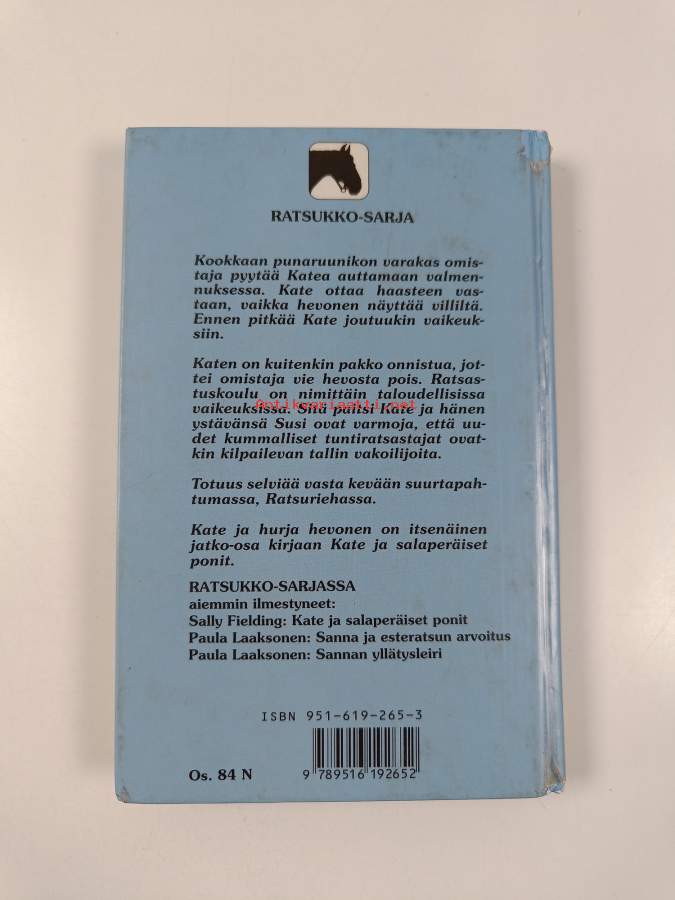 RATSUKKO-SARJA
Kookkaan punaruunikon varakas omis-
taja pyytää Katea auttamaan valmen-
nuksessa. Kate ottaa haasteen vas-
taan, vaikka hevonen näyttää villiltä.
Ennen pitkää Kate joutuukin vaikeuk-
siin.
Katen on kuitenkin pakko onnistua, jot-
tei omistaja vie hevosta pois. Ratsas-
tuskoulu on nimittäin taloudellisissa
Antikvariaatti.net
vaikeuksissa. Sitä paitsi Kate ja hänen
ystävänsä Susi ovat varmoja, että uu-
det kummalliset tuntiratsastajat ovat-
kin kilpailevan tallin vakoilijoita.
Totuus selviää vasta kevään suurtapah-
tumassa, Ratsuriehassa.
Kate ja hurja hevonen on itsenäinen
jatko-osa kirjaan Kate ja salaperäiset
ponit.
RATSUKKO-SARJASSA
aiemmin ilmestyneet:
Sally Fielding: Kate ja salaperäiset ponit
Paula Laaksonen: Sanna ja esteratsun arvoitus
Paula Laaksonen: Sannan yllätysleiri
ISBN 951-619-265-3
Os. 84 N
9 789516 192652